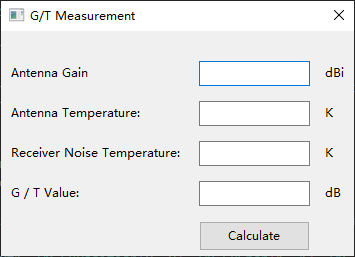 G/T Measurement
Antenna Gain dBi
Antenna Temperature: K
Receiver Noise Temperature: K
G / T Value: dB
Calculate